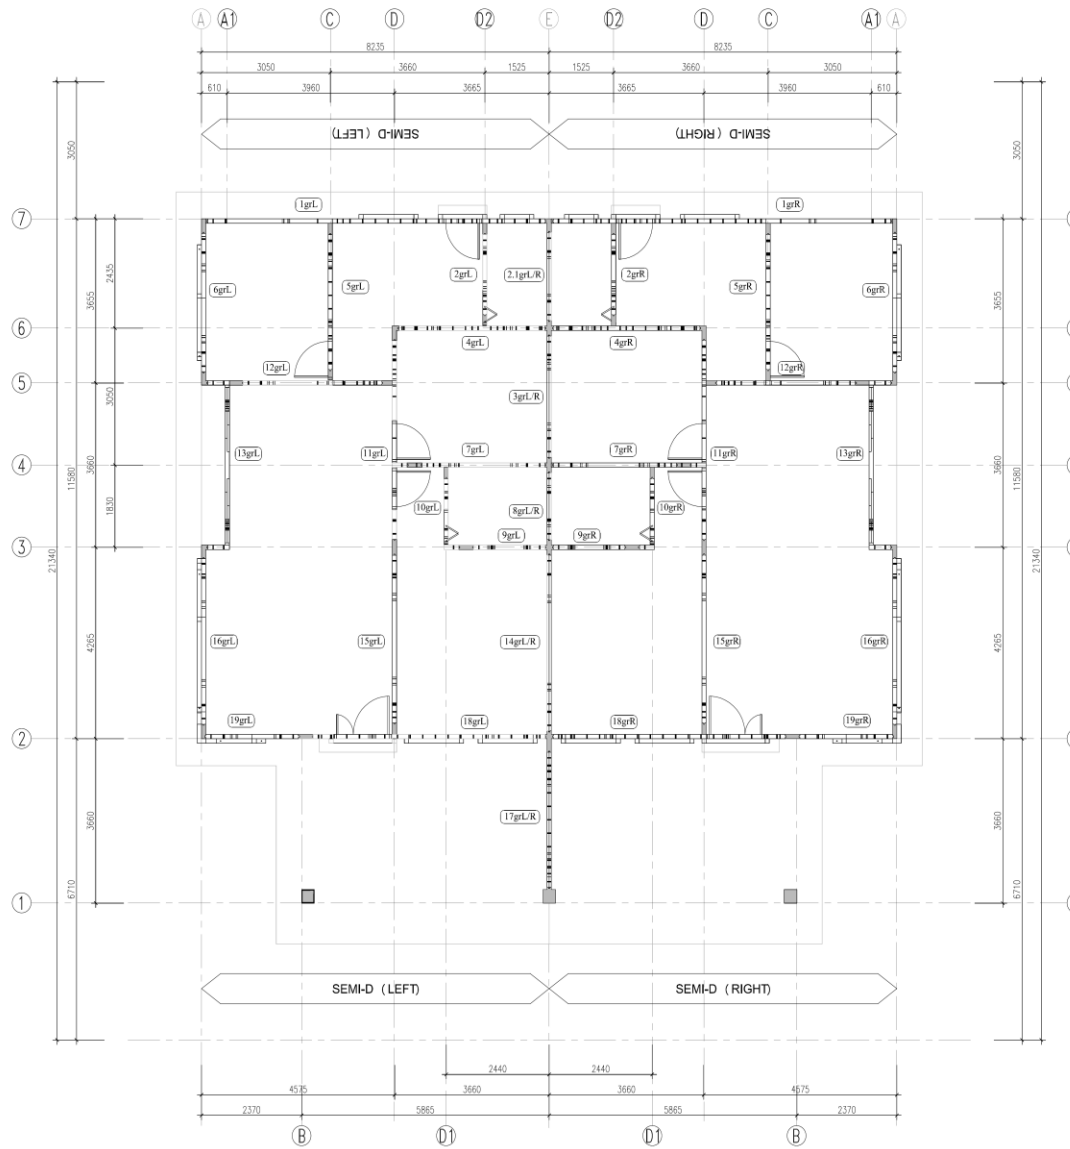 A A1 C D D2 E D2 D C A1 A
8235 8235
3050 3660 1525 1525 3660 3050
610 3960 3665 3665 3960 610
SEMI-D (LEFT) SEMI-D (RIGHT)
3050 3050
1grL 1grR
7
2grL 2.1grL/R 2grR
5grL 5grR
6grL 6grR
2435 3655 3655
6
4grL 4grR
12grL 12grR
5
3grL/R
3050 3660 3660
7grL 7grR
13grL 11grL 11grR 13grR
4
11580 11580
10grL 8grL/R 10grR
1830
9grL 9grR
3
21340 21340
16grL 15grL 14grL/R 15grR 16grR
4265 4265
19grL 18grL 18grR 19grR
2
17grL/R
3660 3660
6710 6710
1
SEMI-D (LEFT) SEMI-D (RIGHT)
2440 2440
4575 3660 3660 4575
2370 5865 5865 2370
B D1 D1 B